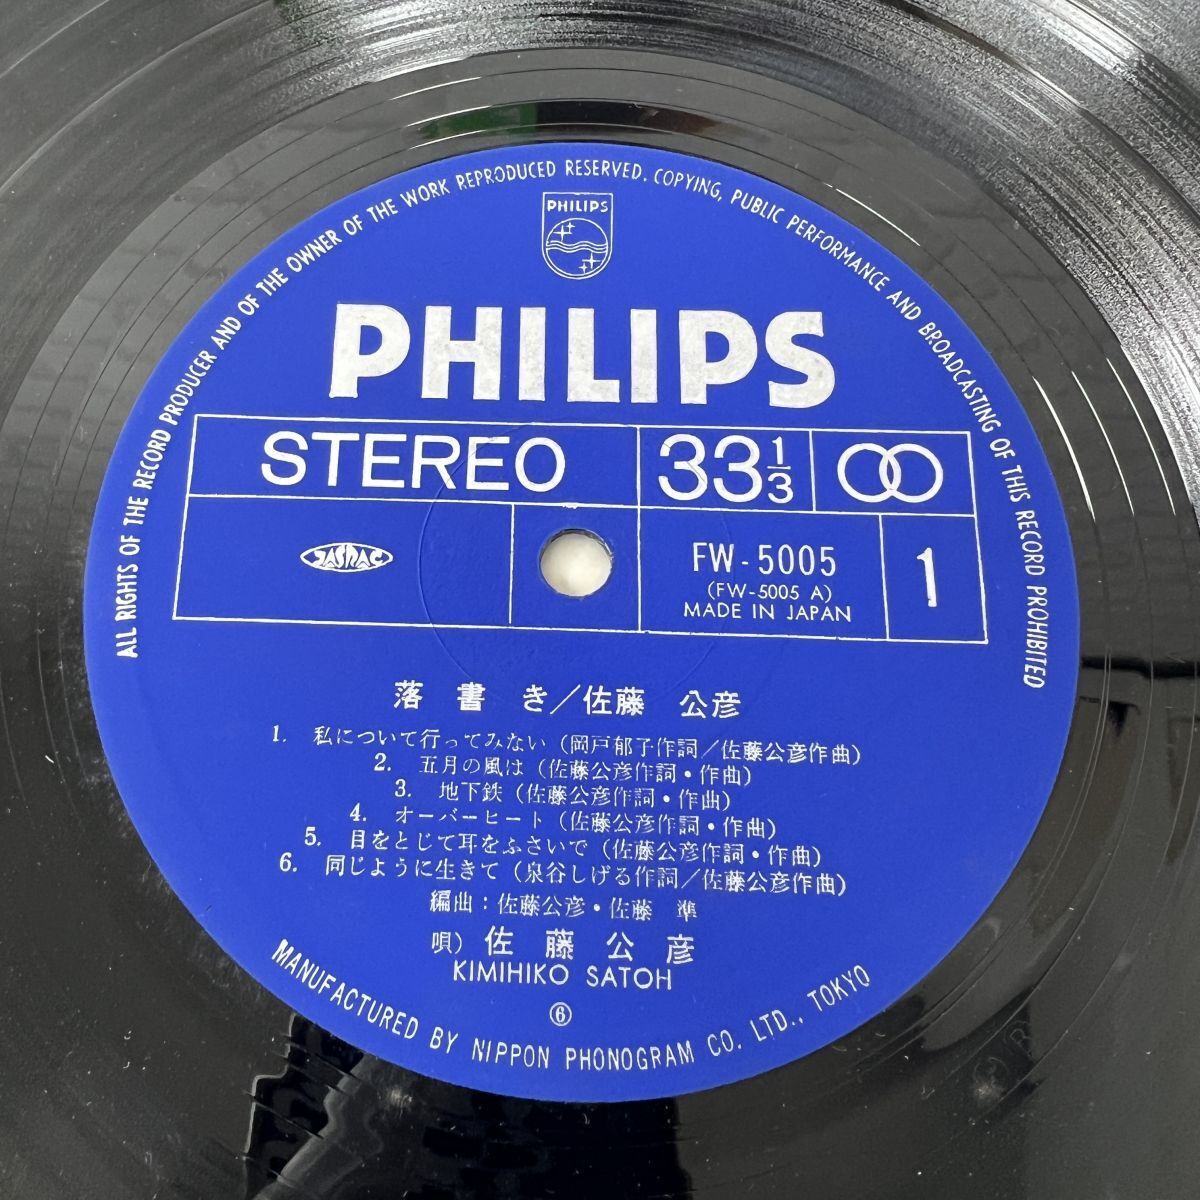 ALL RIGHTS OF THE RECORD PRODUCER AND OF THE OWNER OF THE WORK REPRODUCED RESERVED. COPYING, PUBLIC PERFORMANCE AND BROADCASTING OF THIS RECORD PROHIBITED
PHILIPS
PHILIPS
STEREO 33 1/3
JASRAC FW-5005 1
(FW-5005 A)
MADE IN JAPAN
落書き/佐藤 公彦
1. 私について行ってみない(岡戸郁子作詞/佐藤公彦作曲)
2. 五月の風は(佐藤公彦作詞・作曲)
3. 地下鉄(佐藤公彦作詞・作曲)
4. オーバーヒート(佐藤公彦作詞・作曲)
5. 目をとじて耳をふさいで(佐藤公彦作詞・作曲)
6. 同じように生きて(泉谷しげる作詞/佐藤公彦作曲)
編曲:佐藤公彦・佐藤 準
唄) 佐藤公彦
KIMIHIKO SATOH
⑥
MANUFACTURED BY NIPPON PHONOGRAM CO. LTD., TOKYO